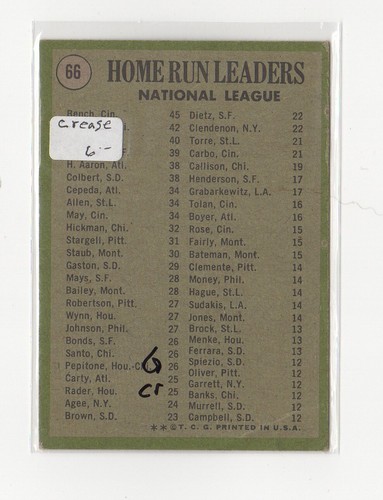 66
HOME RUN LEADERS
NATIONAL LEAGUE
crease
6–
Bench, Cin. 45
42
40
39
H. Aaron, Atl. 38
Colbert, S.D. 38
Cepeda, Atl. 34
Allen, St.L. 34
May, Cin. 34
Hickman, Chi. 32
Stargell, Pitt. 31
Staub, Mont. 30
Gaston, S.D. 29
Mays, S.F. 28
Bailey, Mont. 28
Robertson, Pitt. 27
Wynn, Hou. 27
Johnson, Phil. 27
Bonds, S.F. 26
Santo, Chi. 26
Pepitone, Hou.-Chi. 26
Carty, Atl. 25
Rader, Hou. 25
Agee, N.Y. 24
Brown, S.D. 23
6
cr
Dietz, S.F. 22
Clendenon, N.Y. 22
Torre, St.L. 21
Carbo, Cin. 21
Callison, Chi. 19
Henderson, S.F. 17
Grabarkewitz, L.A. 17
Tolan, Cin. 16
Boyer, Atl. 16
Rose, Cin. 15
Fairly, Mont. 15
Bateman, Mont. 15
Clemente, Pitt. 14
Money, Phil. 14
Hague, St.L. 14
Sudakis, L.A. 14
Jones, Mont. 14
Brock, St.L. 13
Menke, Hou. 13
Ferrara, S.D. 13
Spiezio, S.D. 12
Oliver, Pitt. 12
Garrett, N.Y. 12
Banks, Chi. 12
Murrell, S.D. 12
Campbell, S.D. 12
** © T. C. G. PRINTED IN U.S.A.